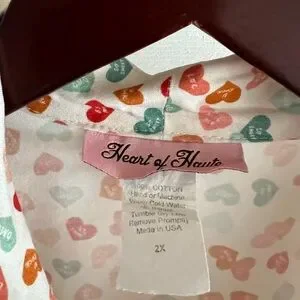 Heart of Haute
100% COTTON
Hand or Machine
Wash Cold Water
Tumble Dry Low
Remove Promptly
Made in USA
2X